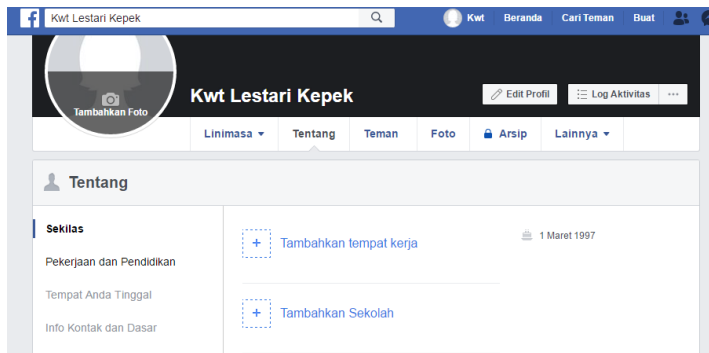 f Kwt Lestari Kepek Kwt Beranda Cari Teman Buat
Tambahkan Foto
Kwt Lestari Kepek
Edit Profil Log Aktivitas ...
Linimasa Tentang Teman Foto Arsip Lainnya
Tentang
Sekilas
Pekerjaan dan Pendidikan
Tempat Anda Tinggal
Info Kontak dan Dasar
+ Tambahkan tempat kerja
+ Tambahkan Sekolah
1 Maret 1997